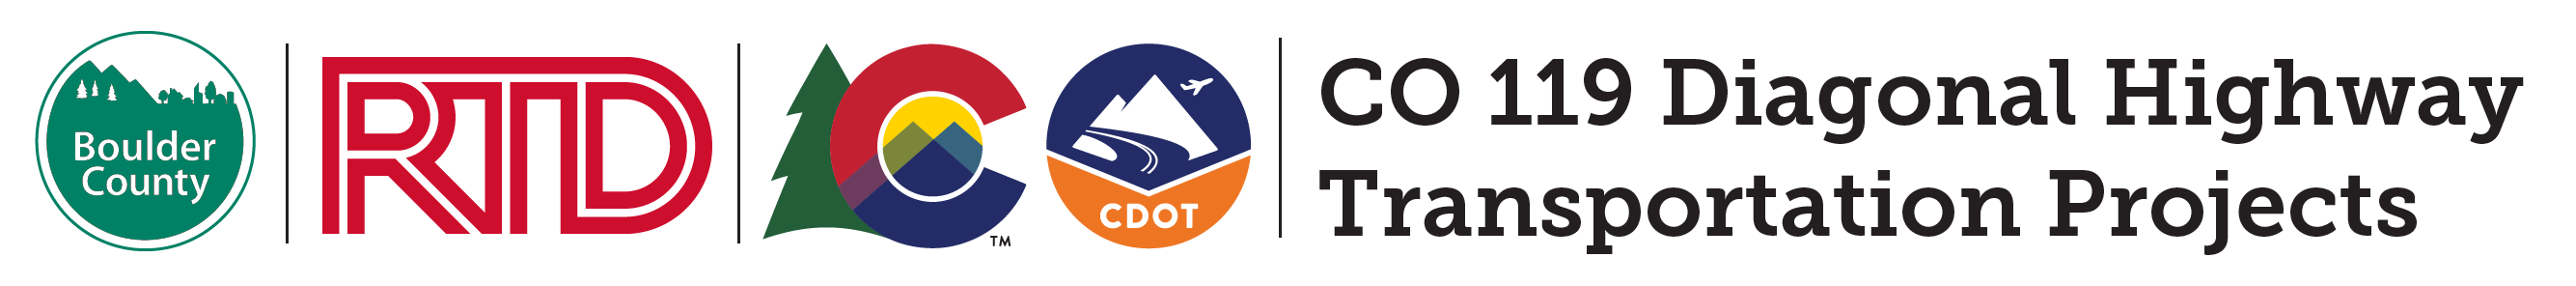 Boulder
County
RTD
C
TM
CDOT
CO 119 Diagonal Highway
Transportation Projects